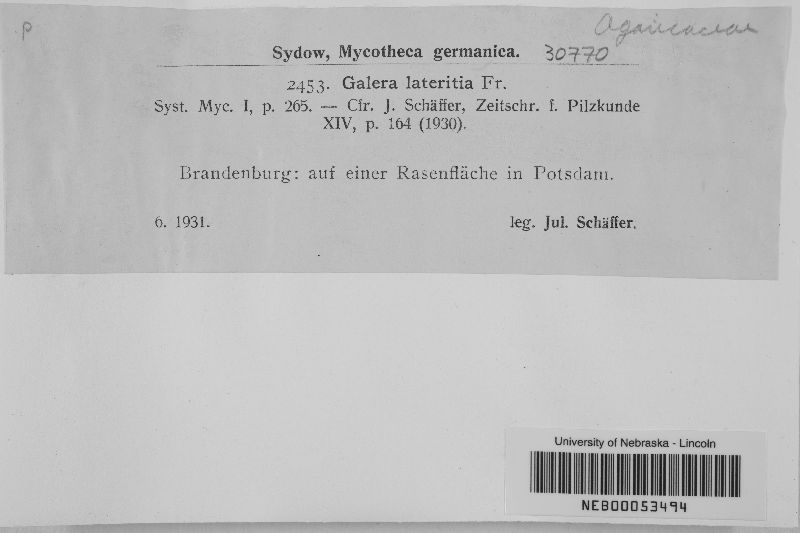 p
Agaricaceae
Sydow, Mycotheca germanica. 30770
2453. Galera lateritia Fr.
Syst. Myc. I, p. 265. — Cfr. J. Schäffer, Zeitschr. f. Pilzkunde
XIV, p. 164 (1930).
Brandenburg: auf einer Rasenfläche in Potsdam.
6. 1931.
leg. Jul. Schäffer.
University of Nebraska - Lincoln
NEB00053494